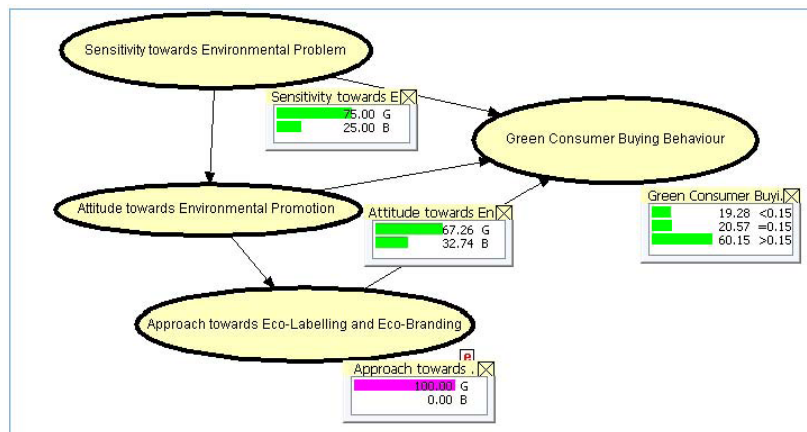 Sensitivity towards Environmental Problem
Sensitivity towards E
75.00 G
25.00 B
Green Consumer Buying Behaviour
Attitude towards Environmental Promotion
Attitude towards En
67.26 G
32.74 B
Green Consumer Buyi.
19.28 <0.15
20.57 =0.15
60.15 >0.15
Approach towards Eco-Labelling and Eco-Branding
e
Approach towards .
100.00 G
0.00 B